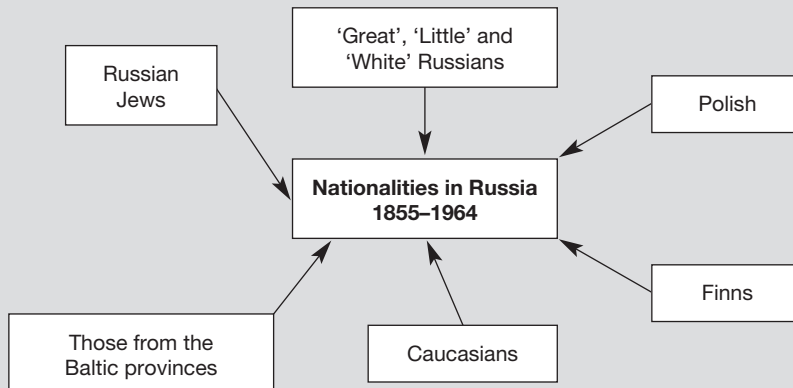 ‘Great’, ‘Little’ and
‘White’ Russians
Russian
Jews
Polish
Nationalities in Russia
1855–1964
Finns
Those from the
Baltic provinces
Caucasians